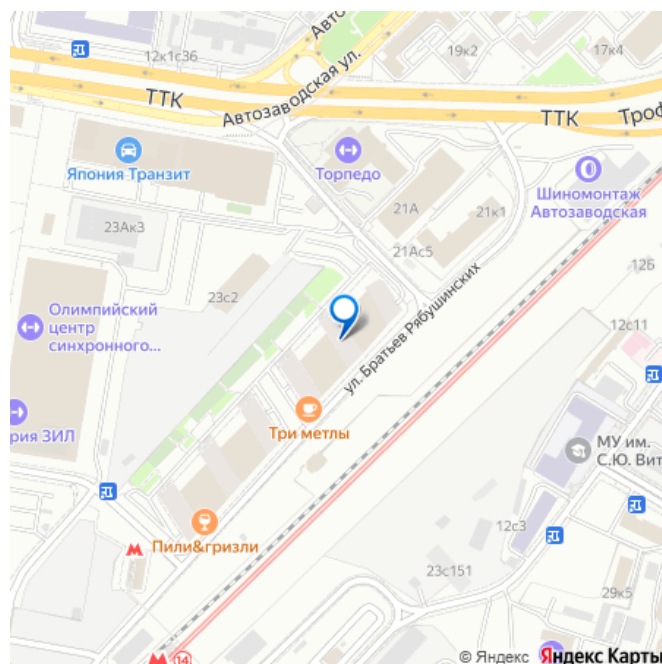 12к1с36
Автозаводская ул.
19к2
17к4
ТТК
ТТК
Япония Транзит
Торпедо
Шиномонтаж
Автозаводская
21А
21к1
23Ак3
21Ас5
12Б
23с2
Олимпийский
центр
синхронного...
ул. Братьев Рябушинских
12с11
Три метлы
рия ЗИЛ
МУ им.
С.Ю. Вит
Пили&гризли
12с3
23с151
29к5
14
© Яндекс Яндекс Карты